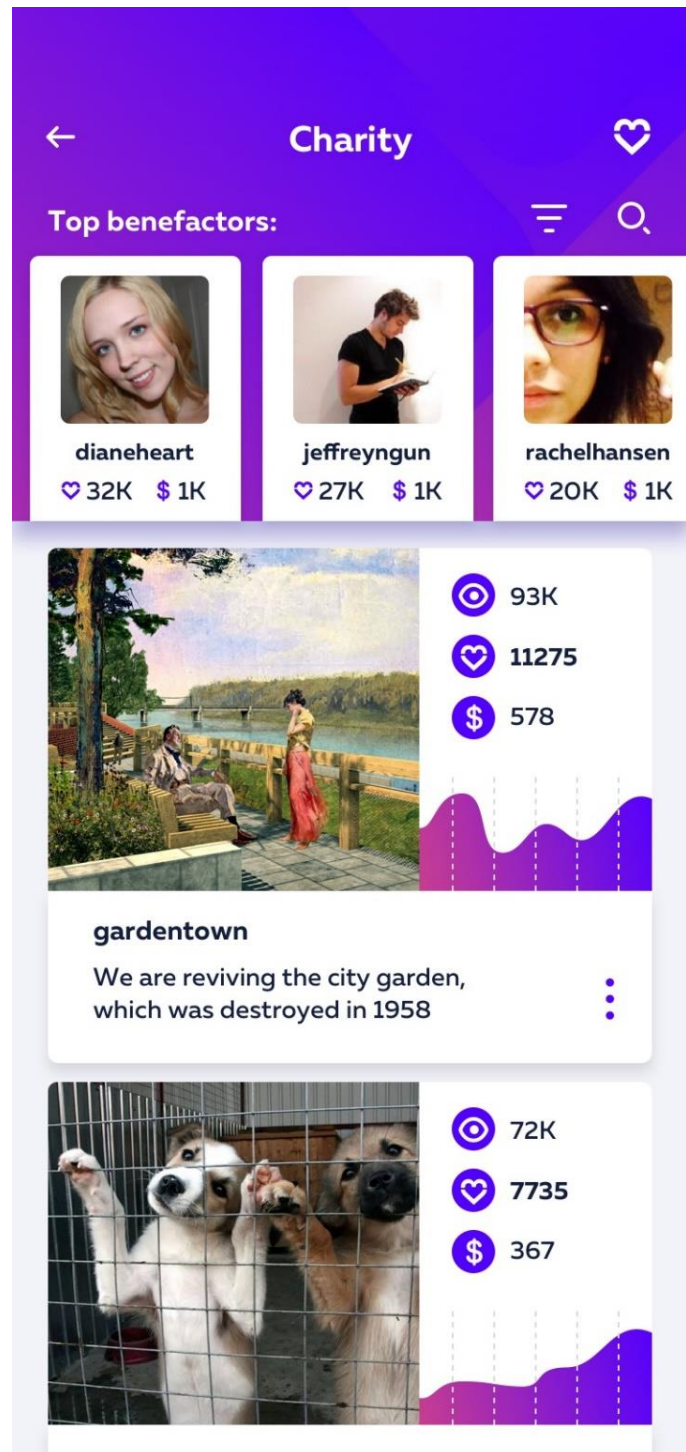 Charity
Top benefactors:
dianeheart
32K $ 1K
jeffreyngun
27K $ 1K
rachelhansen
20K $ 1K
93K
11275
$ 578
gardentown
We are reviving the city garden,
which was destroyed in 1958
72K
7735
$ 367